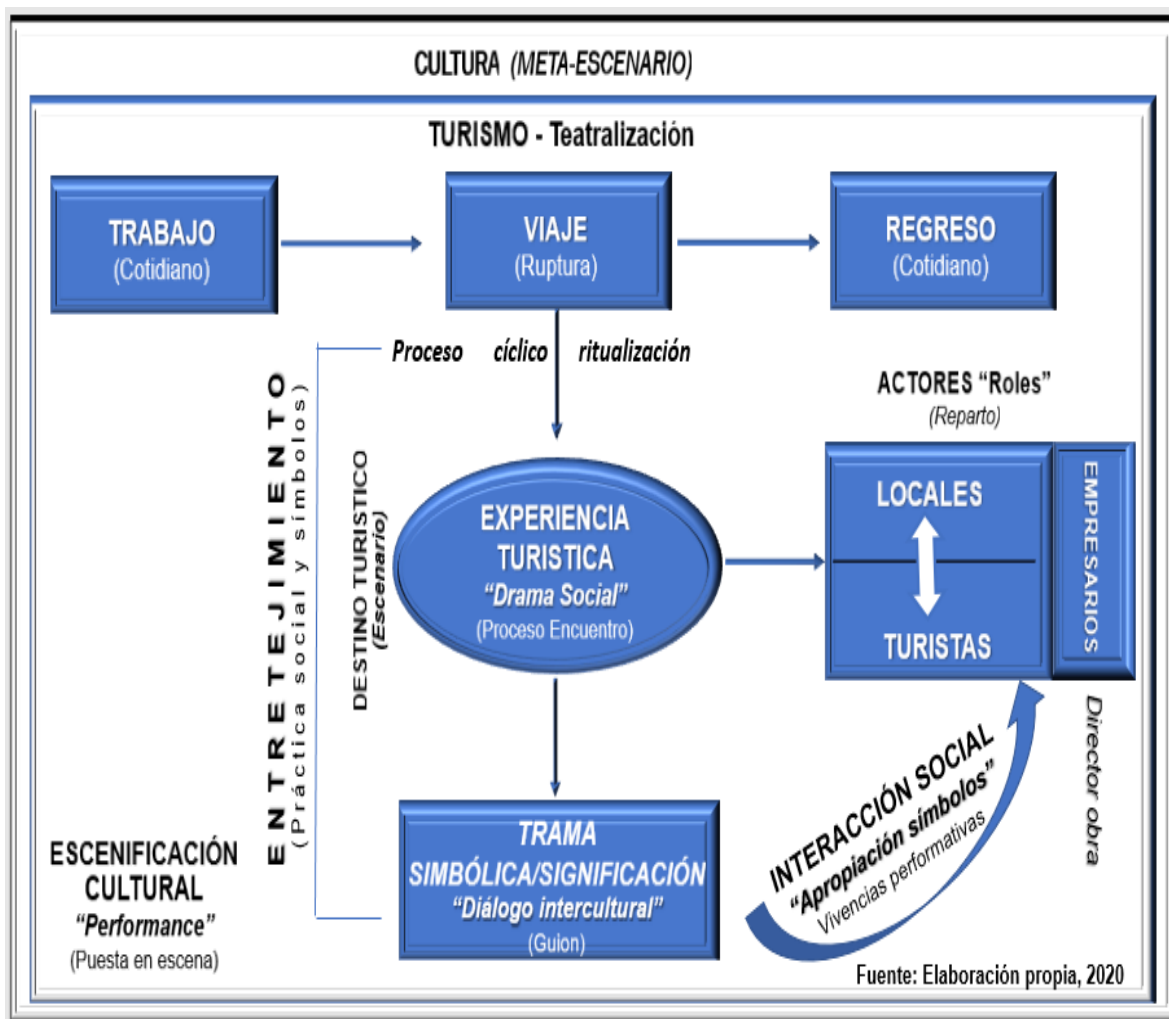 CULTURA (META-ESCENARIO)
TURISMO - Teatralización
TRABAJO
(Cotidiano)
VIAJE
(Ruptura)
REGRESO
(Cotidiano)
Proceso cíclico ritualización
ENTRETEJIMIENTO
(Práctica social y símbolos)
DESTINO TURISTICO
(Escenario)
EXPERIENCIA
TURISTICA
“Drama Social”
(Proceso Encuentro)
ACTORES “Roles”
(Reparto)
LOCALES
TURISTAS
EMPRESARIOS
Director obra
TRAMA
SIMBÓLICA/SIGNIFICACIÓN
“Diálogo intercultural”
(Guion)
INTERACCIÓN SOCIAL
“Apropiación símbolos”
Vivencias performativas
ESCENIFICACIÓN
CULTURAL
“Performance”
(Puesta en escena)
Fuente: Elaboración propia, 2020